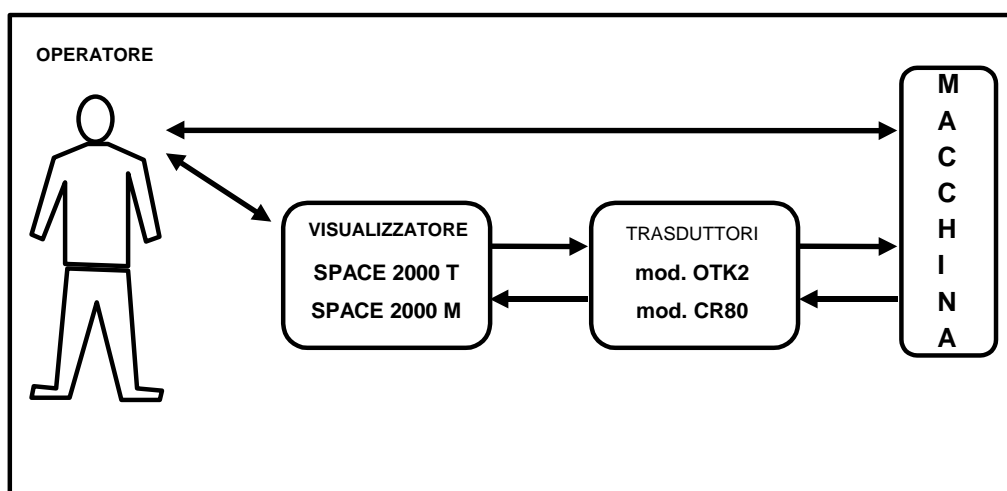 OPERATORE
VISUALIZZATORE
SPACE 2000 T
SPACE 2000 M
TRASDUTTORI
mod. OTK2
mod. CR80
M
A
C
C
H
I
N
A